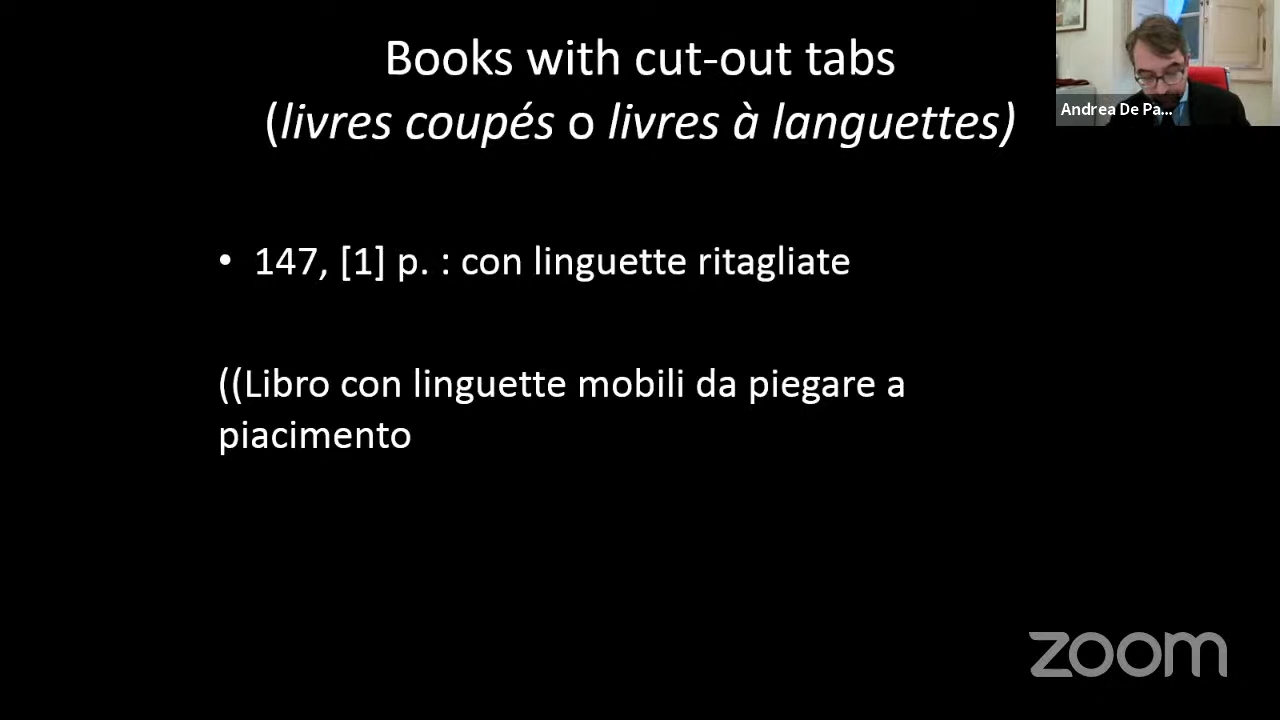 Books with cut-out tabs
(livres coupés o livres à languettes)
Andrea De Pa...
• 147, [1] p. : con linguette ritagliate
((Libro con linguette mobili da piegare a
piacimento
zoom